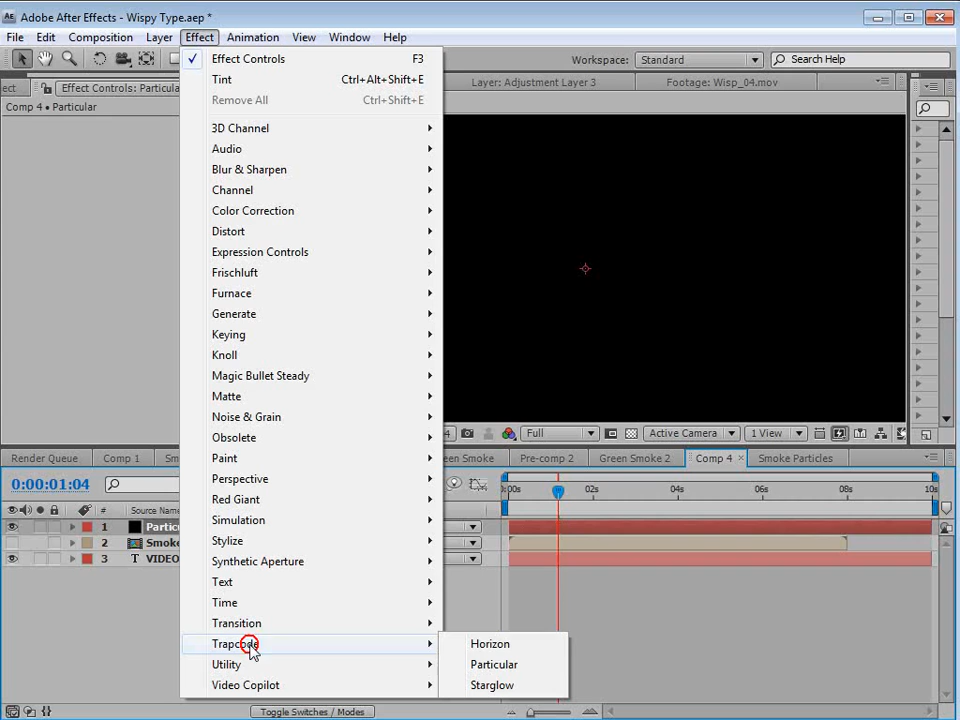 Adobe After Effects - Wispy Type.aep *
File Edit Composition Layer Effect Animation View Window Help
Workspace: Standard Search Help
Effect Controls: Particula Layer: Adjustment Layer 3 Footage: Wisp_04.mov
Comp 4 • Particular
Effect Controls F3
Tint Ctrl+Alt+Shift+E
Remove All Ctrl+Shift+E
3D Channel
Audio
Blur & Sharpen
Channel
Color Correction
Distort
Expression Controls
Frischluft
Furnace
Generate
Keying
Knoll
Magic Bullet Steady
Matte
Noise & Grain
Obsolete
Paint
Perspective
Red Giant
Simulation
Stylize
Synthetic Aperture
Text
Time
Transition
Trapcode
Utility
Video Copilot
Horizon
Particular
Starglow
Full Active Camera 1 View
Render Queue Comp 1 Sm een Smoke Pre-comp 2 Green Smoke 2 Comp 4 Smoke Particles
0:00:01:04
:00s 02s 04s 06s 08s 10s
# Source Name
1 Partic
2 Smoke
3 T VIDEO
Toggle Switches / Modes